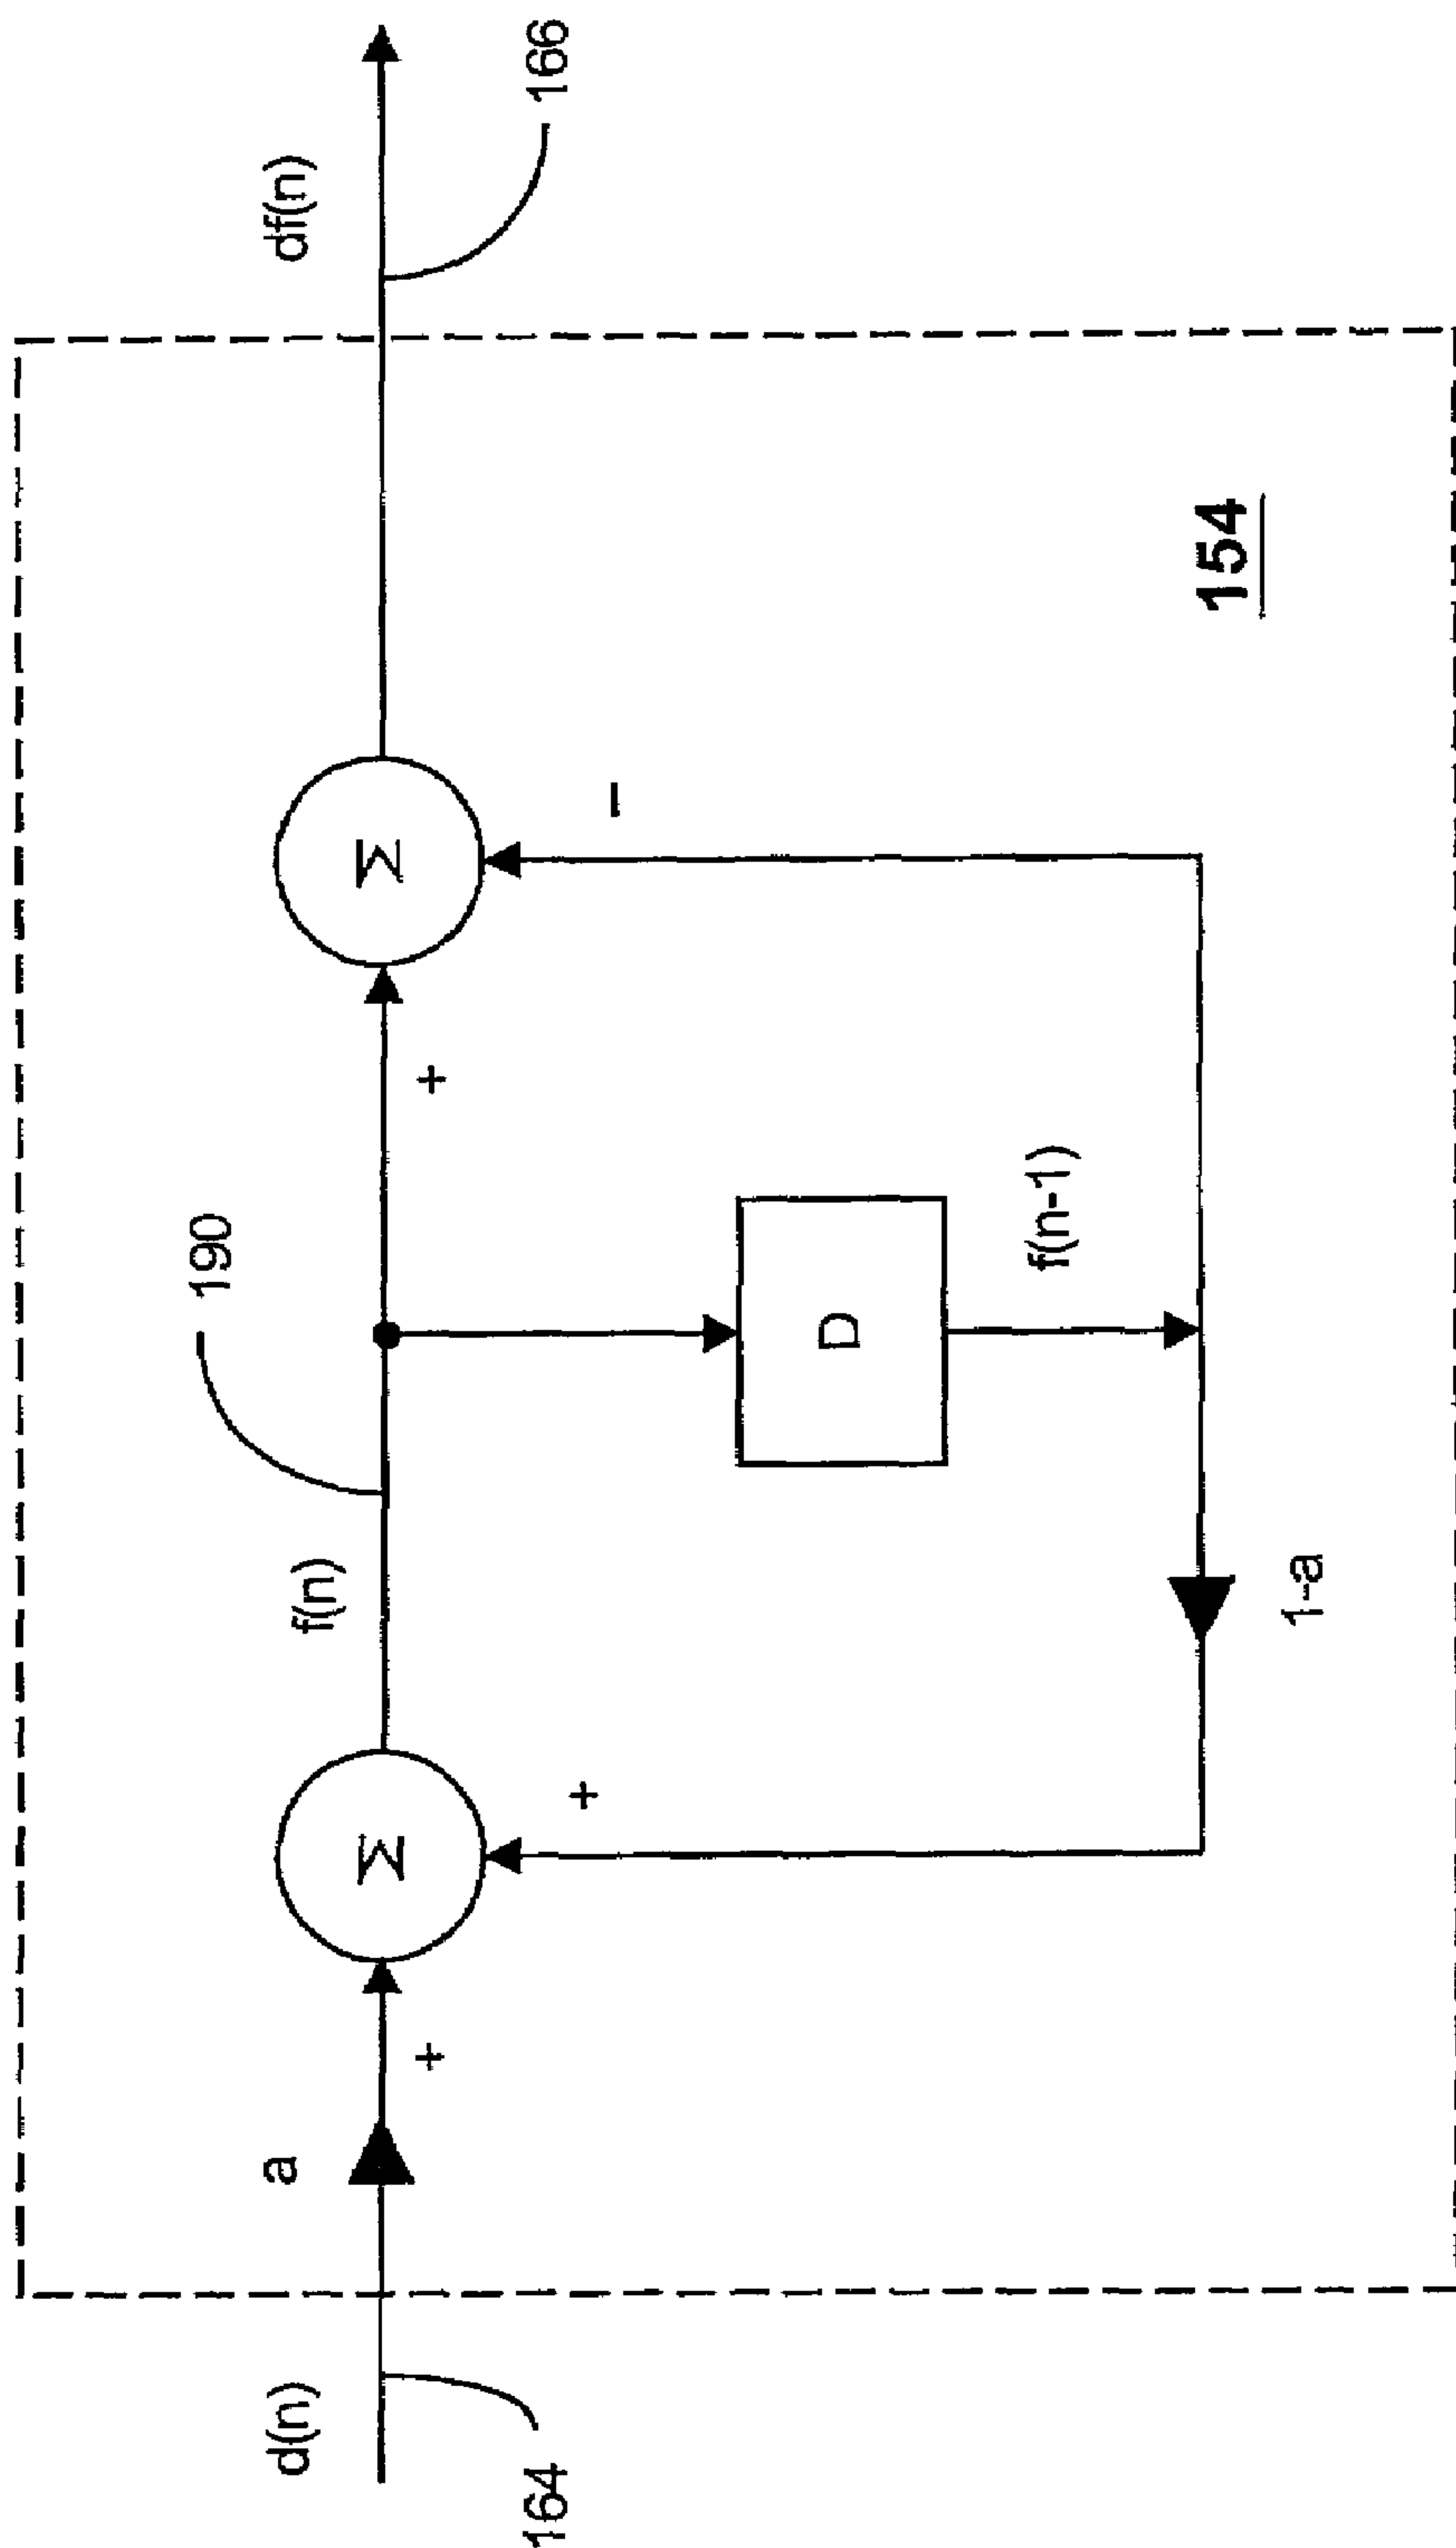 d(n)
164
a
+
Σ
+
f(n)
190
D
f(n-1)
1-a
+
Σ
−
154
df(n)
166